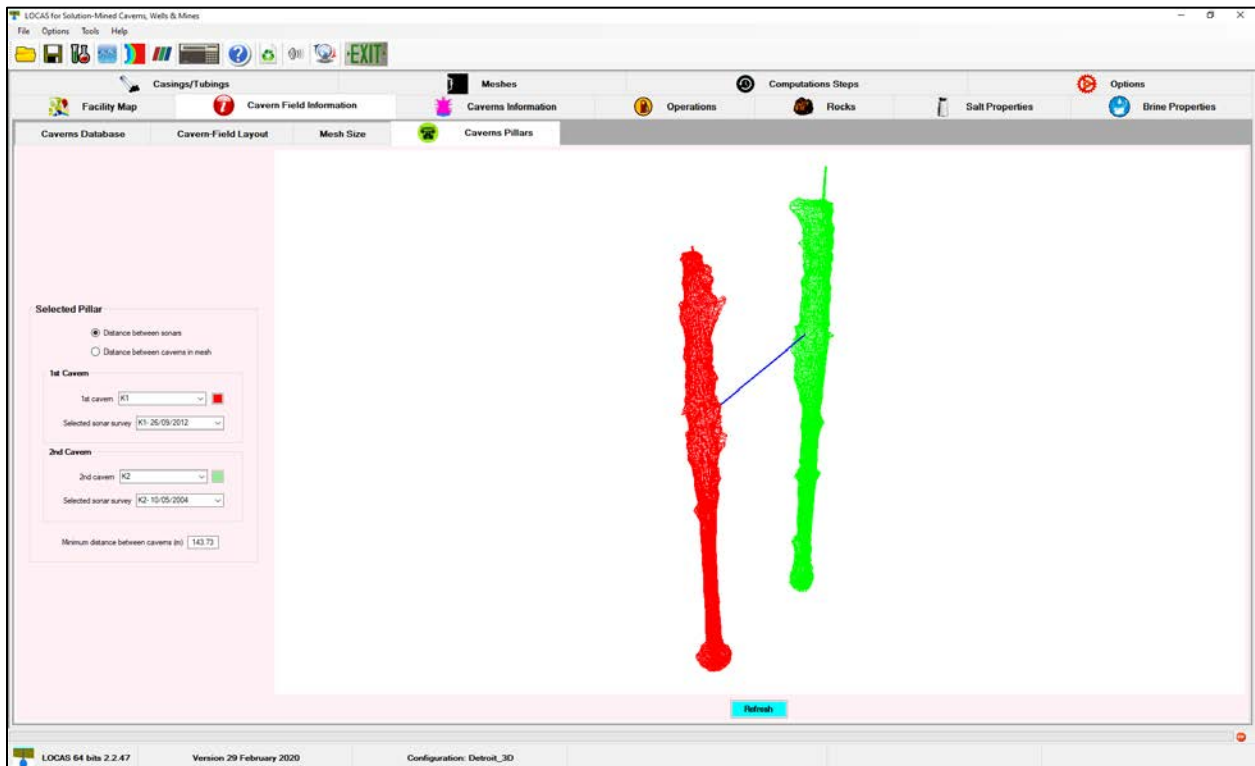 LOCAS for Solution-Mined Caverns, Wells & Mines
File Options Tools Help
EXIT
Casings/Tubings Meshes Computations Steps Options
Facility Map Cavern Field Information Caverns Information Operations Rocks Salt Properties Brine Properties
Caverns Database Cavern-Field Layout Mesh Size Caverns Pillars
Selected Pillar
Distance between sonars
Distance between caverns in mesh
1st Cavern
1st cavern K1
Selected sonar survey K1- 26/09/2012
2nd Cavern
2nd cavern K2
Selected sonar survey K2- 10/05/2004
Minimum distance between caverns (m) 143.73
Refresh
LOCAS 64 bits 2.2.47 Version 29 February 2020 Configuration: Detroit_3D